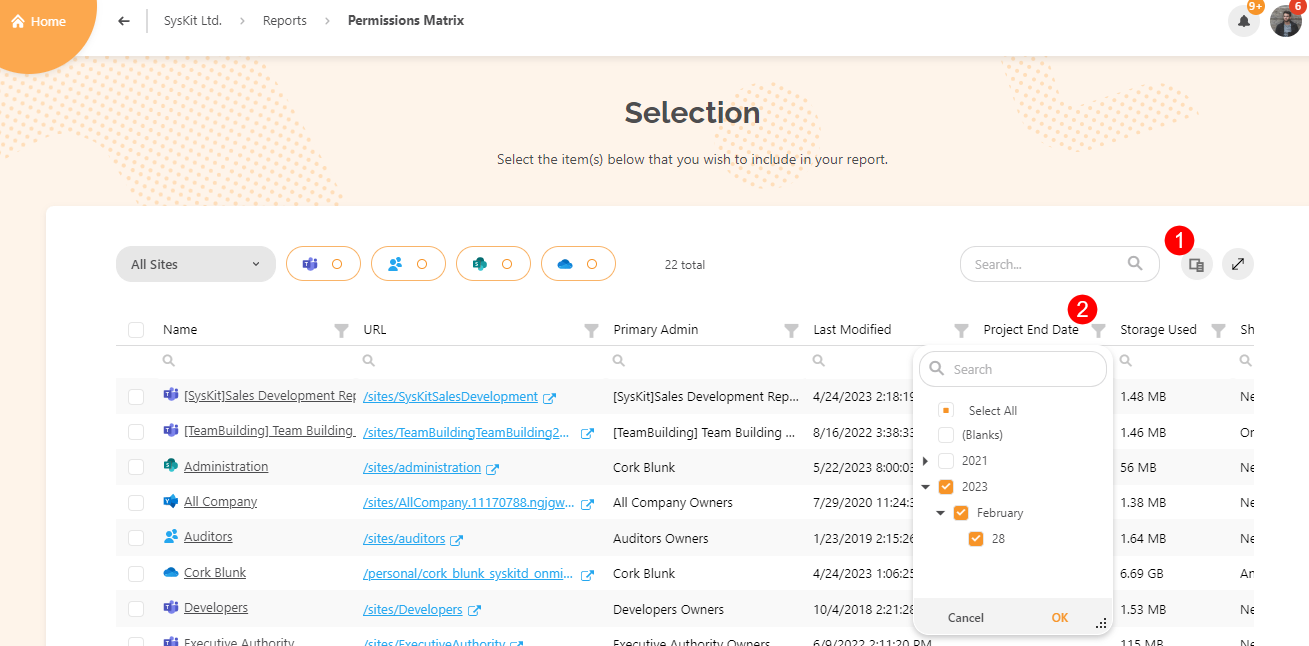 Home
SysKit Ltd. > Reports > Permissions Matrix
9+
6
Selection
Select the item(s) below that you wish to include in your report.
All Sites
22 total
Search...
1
2
Name URL Primary Admin Last Modified Project End Date Storage Used Sh
[SysKit]Sales Development Rep /sites/SysKitSalesDevelopment [SysKit]Sales Development Rep... 4/24/2023 2:18:19 1.48 MB Ne
[TeamBuilding] Team Building /sites/TeamBuildingTeamBuilding2... [TeamBuilding] Team Building ... 8/16/2022 3:38:33 1.46 MB Or
Administration /sites/administration Cork Blunk 5/22/2023 8:00:03 56 MB Ne
All Company /sites/AllCompany.11170788.ngjgw... All Company Owners 7/29/2020 11:24:3 1.38 MB Ne
Auditors /sites/auditors Auditors Owners 1/23/2019 2:15:26 1.64 MB Ne
Cork Blunk /personal/cork_blunk_syskitd_onmi... Cork Blunk 4/24/2023 1:06:25 6.69 GB An
Developers /sites/Developers Developers Owners 10/4/2018 2:21:28 1.53 MB Ne
Executive Authority /sites/ExecutiveAuthority Executive Authority Owners 6/9/2022 2:11:20 PM 115 MB Ne
Search
Select All
(Blanks)
2021
2023
February
28
Cancel OK